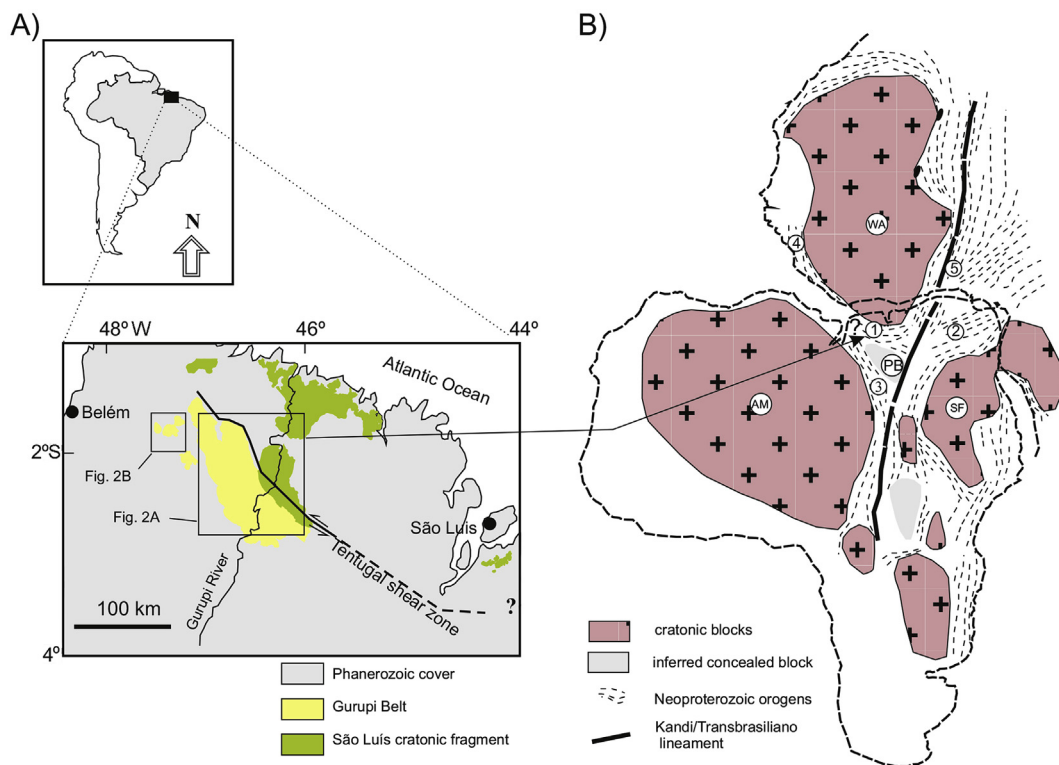 A)
N
48º W
46º
44º
Atlantic Ocean
Belém
2ºS
Fig. 2B
Fig. 2A
São Luís
Gurupi River
Tentugal shear zone
?
100 km
4º
Phanerozoic cover
Gurupi Belt
São Luís cratonic fragment
B)
WA
4
5
1
2
?
PB
3
AM
SF
cratonic blocks
inferred concealed block
Neoproterozoic orogens
Kandi/Transbrasiliano
lineament